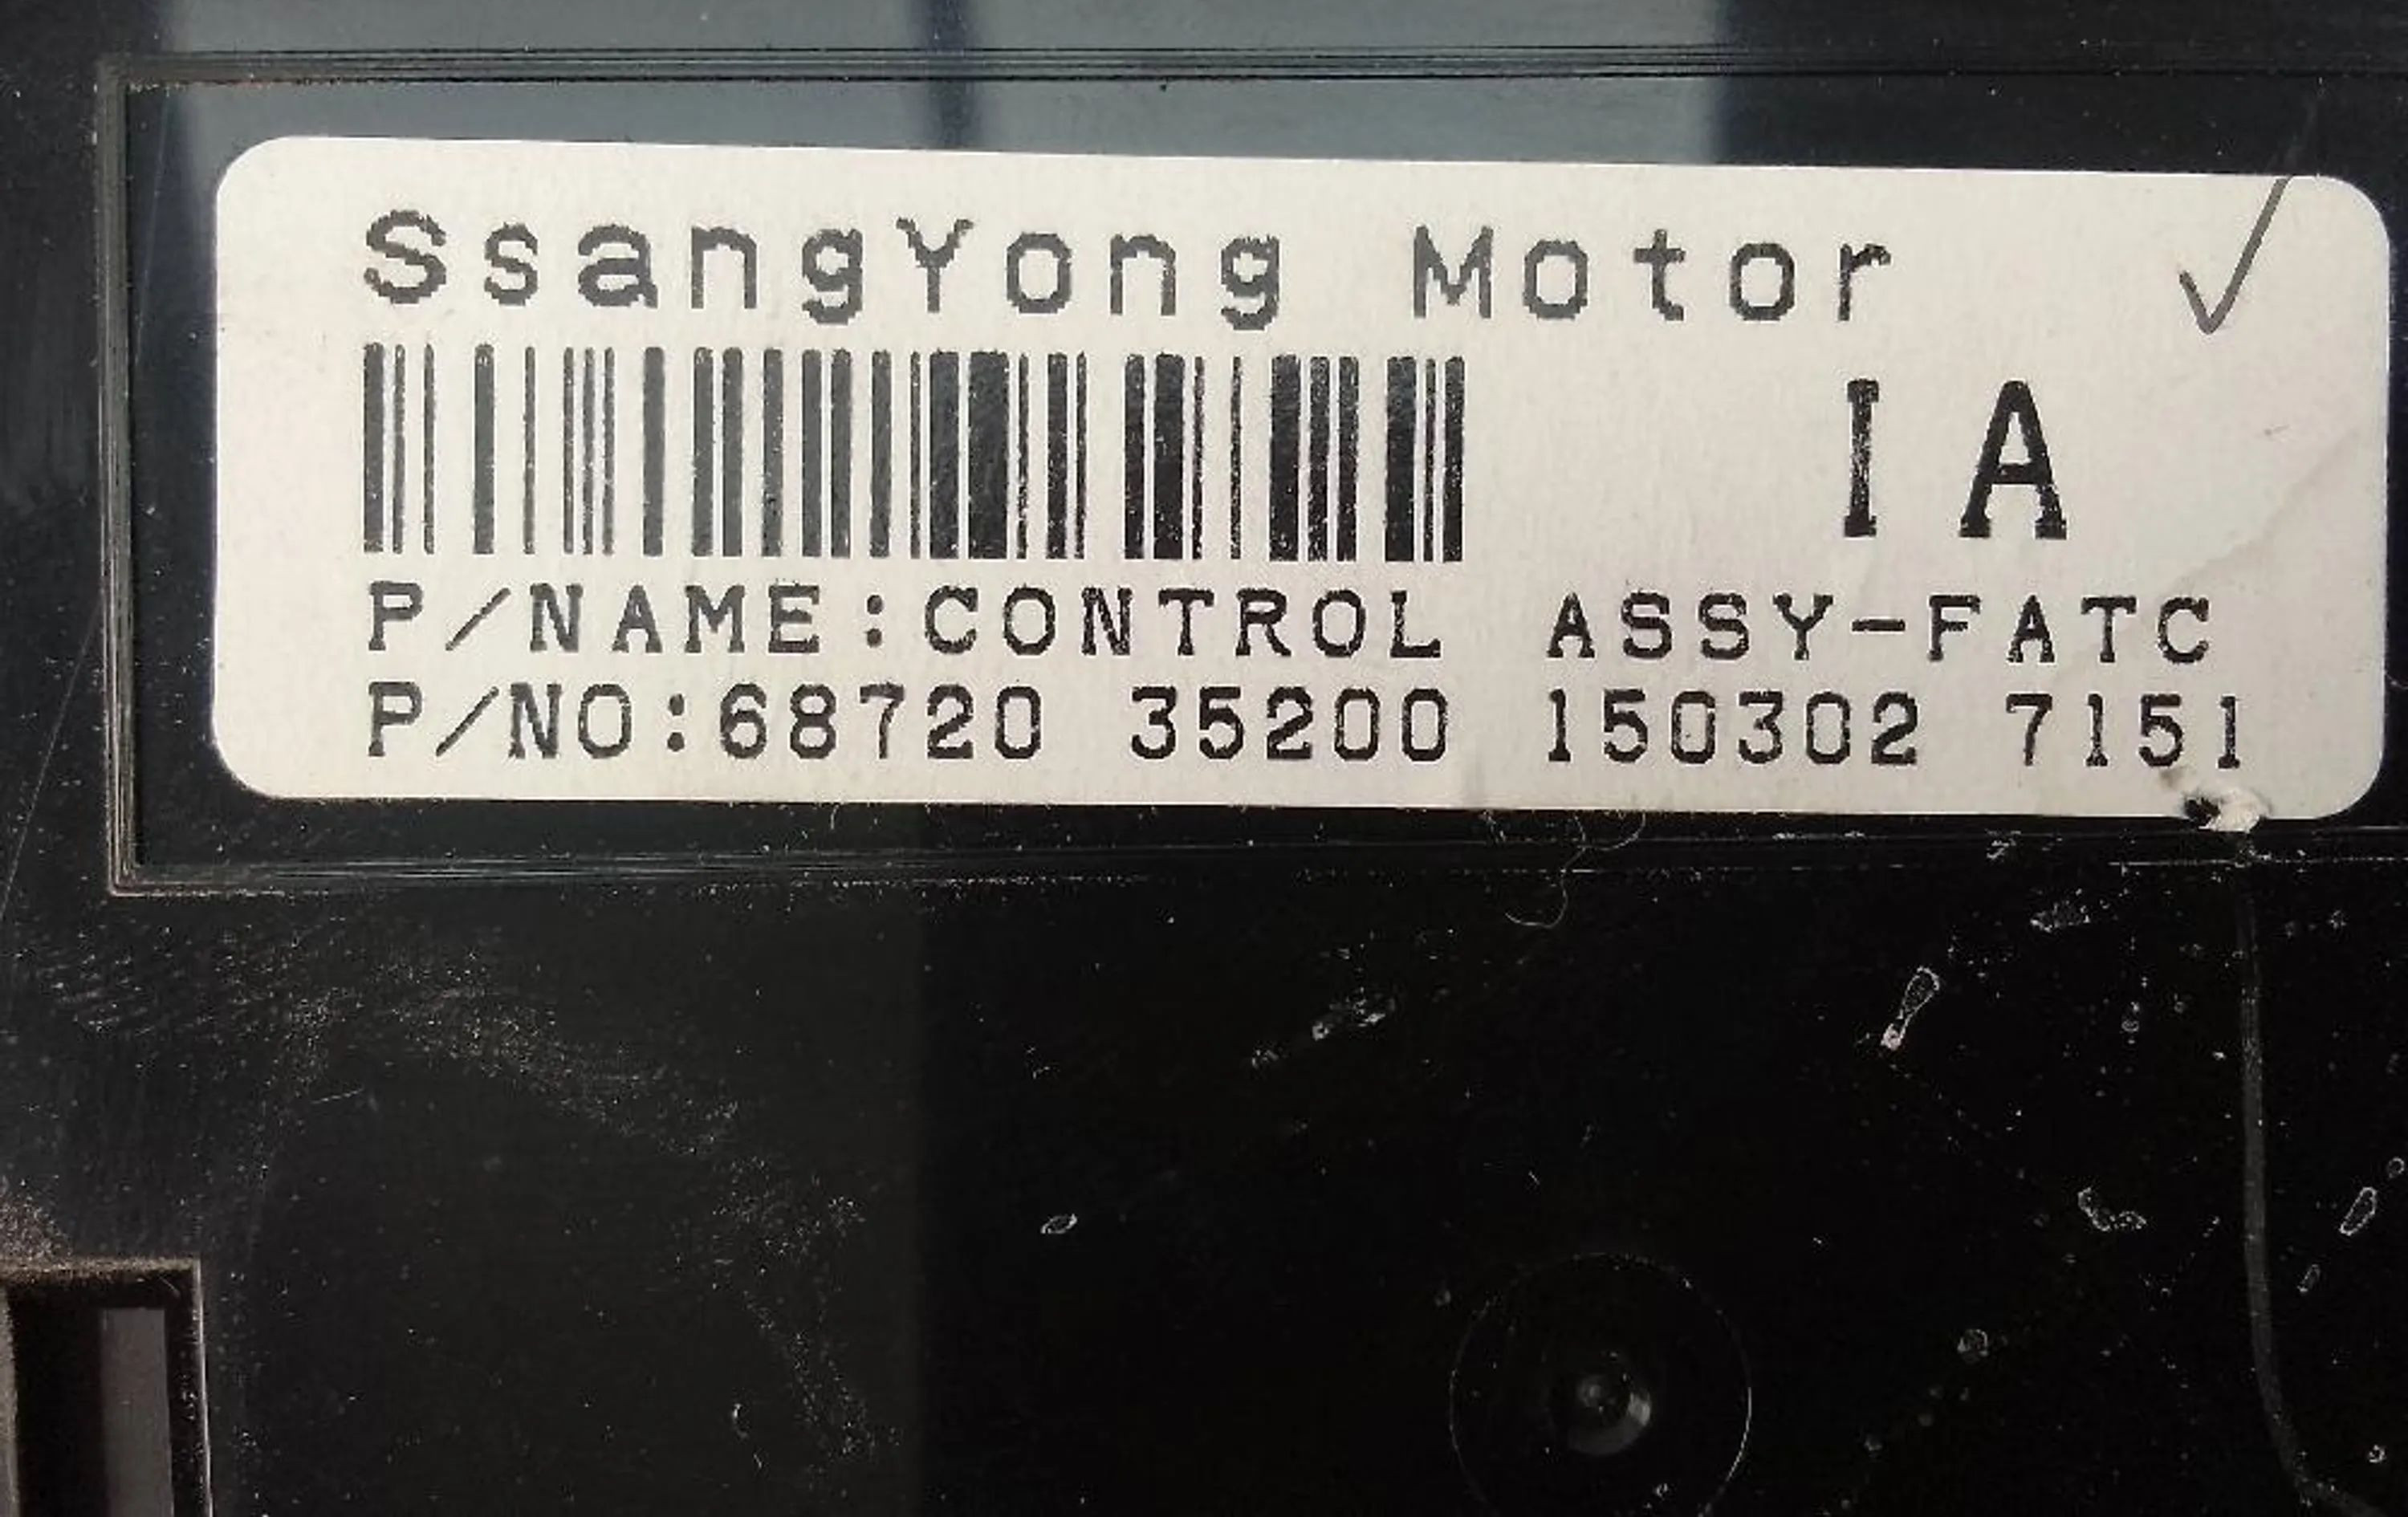 SsangYong Motor
IA
P/NAME:CONTROL ASSY-FATC
P/NO:68720 35200 150302 7151